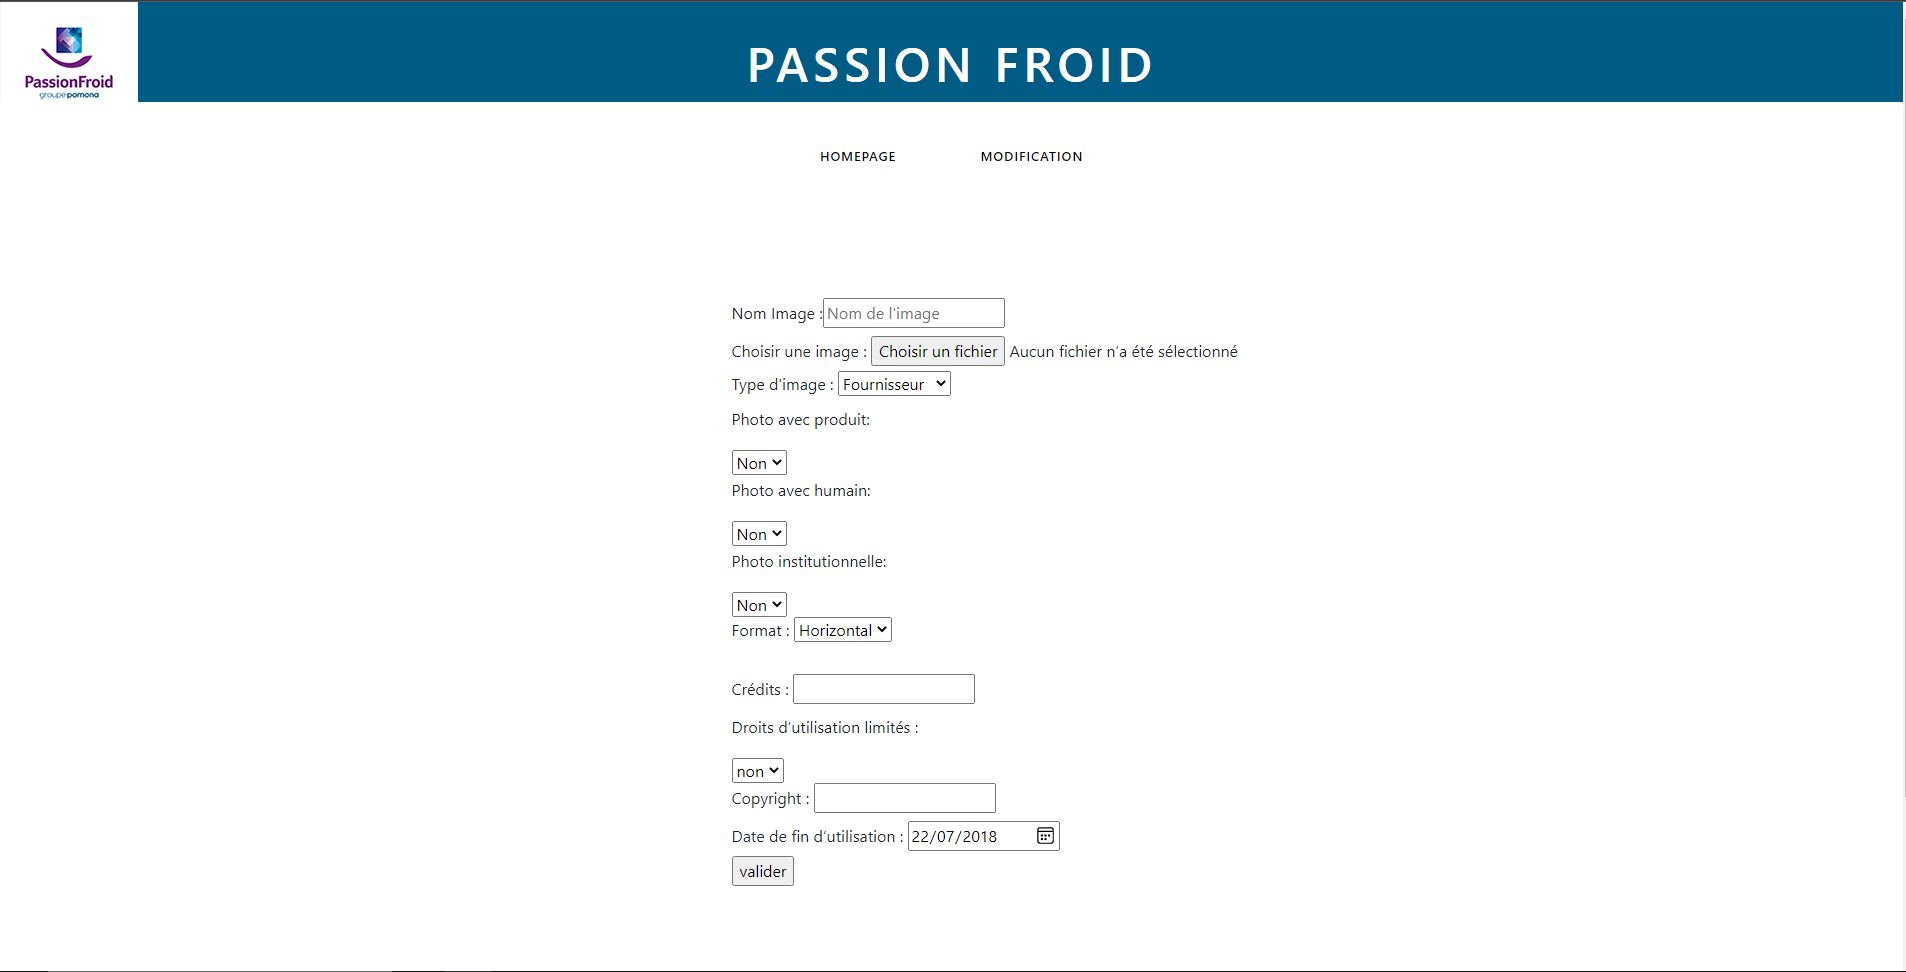 PassionFroid
groupe pomona
PASSION FROID
HOMEPAGE MODIFICATION
Nom Image : Nom de l'image
Choisir une image : Choisir un fichier Aucun fichier n’a été sélectionné
Type d'image : Fournisseur
Photo avec produit:
Non
Photo avec humain:
Non
Photo institutionnelle:
Non
Format : Horizontal
Crédits :
Droits d’utilisation limités :
non
Copyright :
Date de fin d’utilisation : 22/07/2018
valider